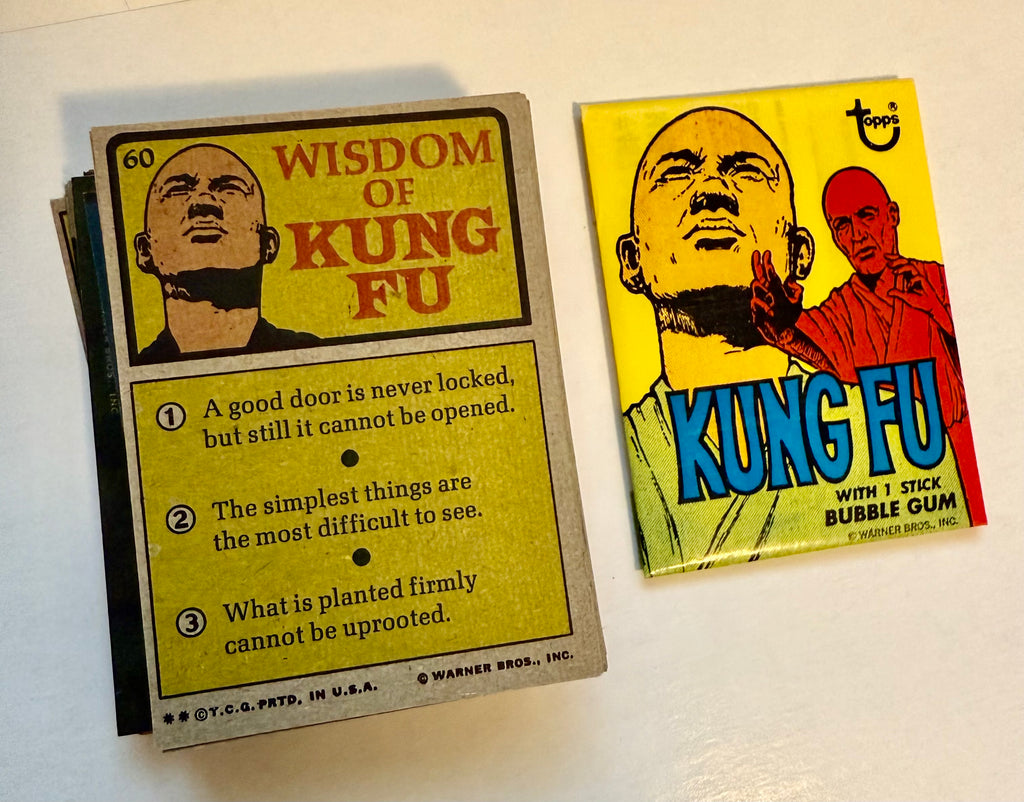 60
WISDOM
OF
KUNG
FU
1 A good door is never locked,
but still it cannot be opened.
2 The simplest things are
the most difficult to see.
3 What is planted firmly
cannot be uprooted.
** © T.C.G. PRTD. IN U.S.A. © WARNER BROS., INC.
topps ®
KUNG FU
WITH 1 STICK
BUBBLE GUM
© WARNER BROS., INC.